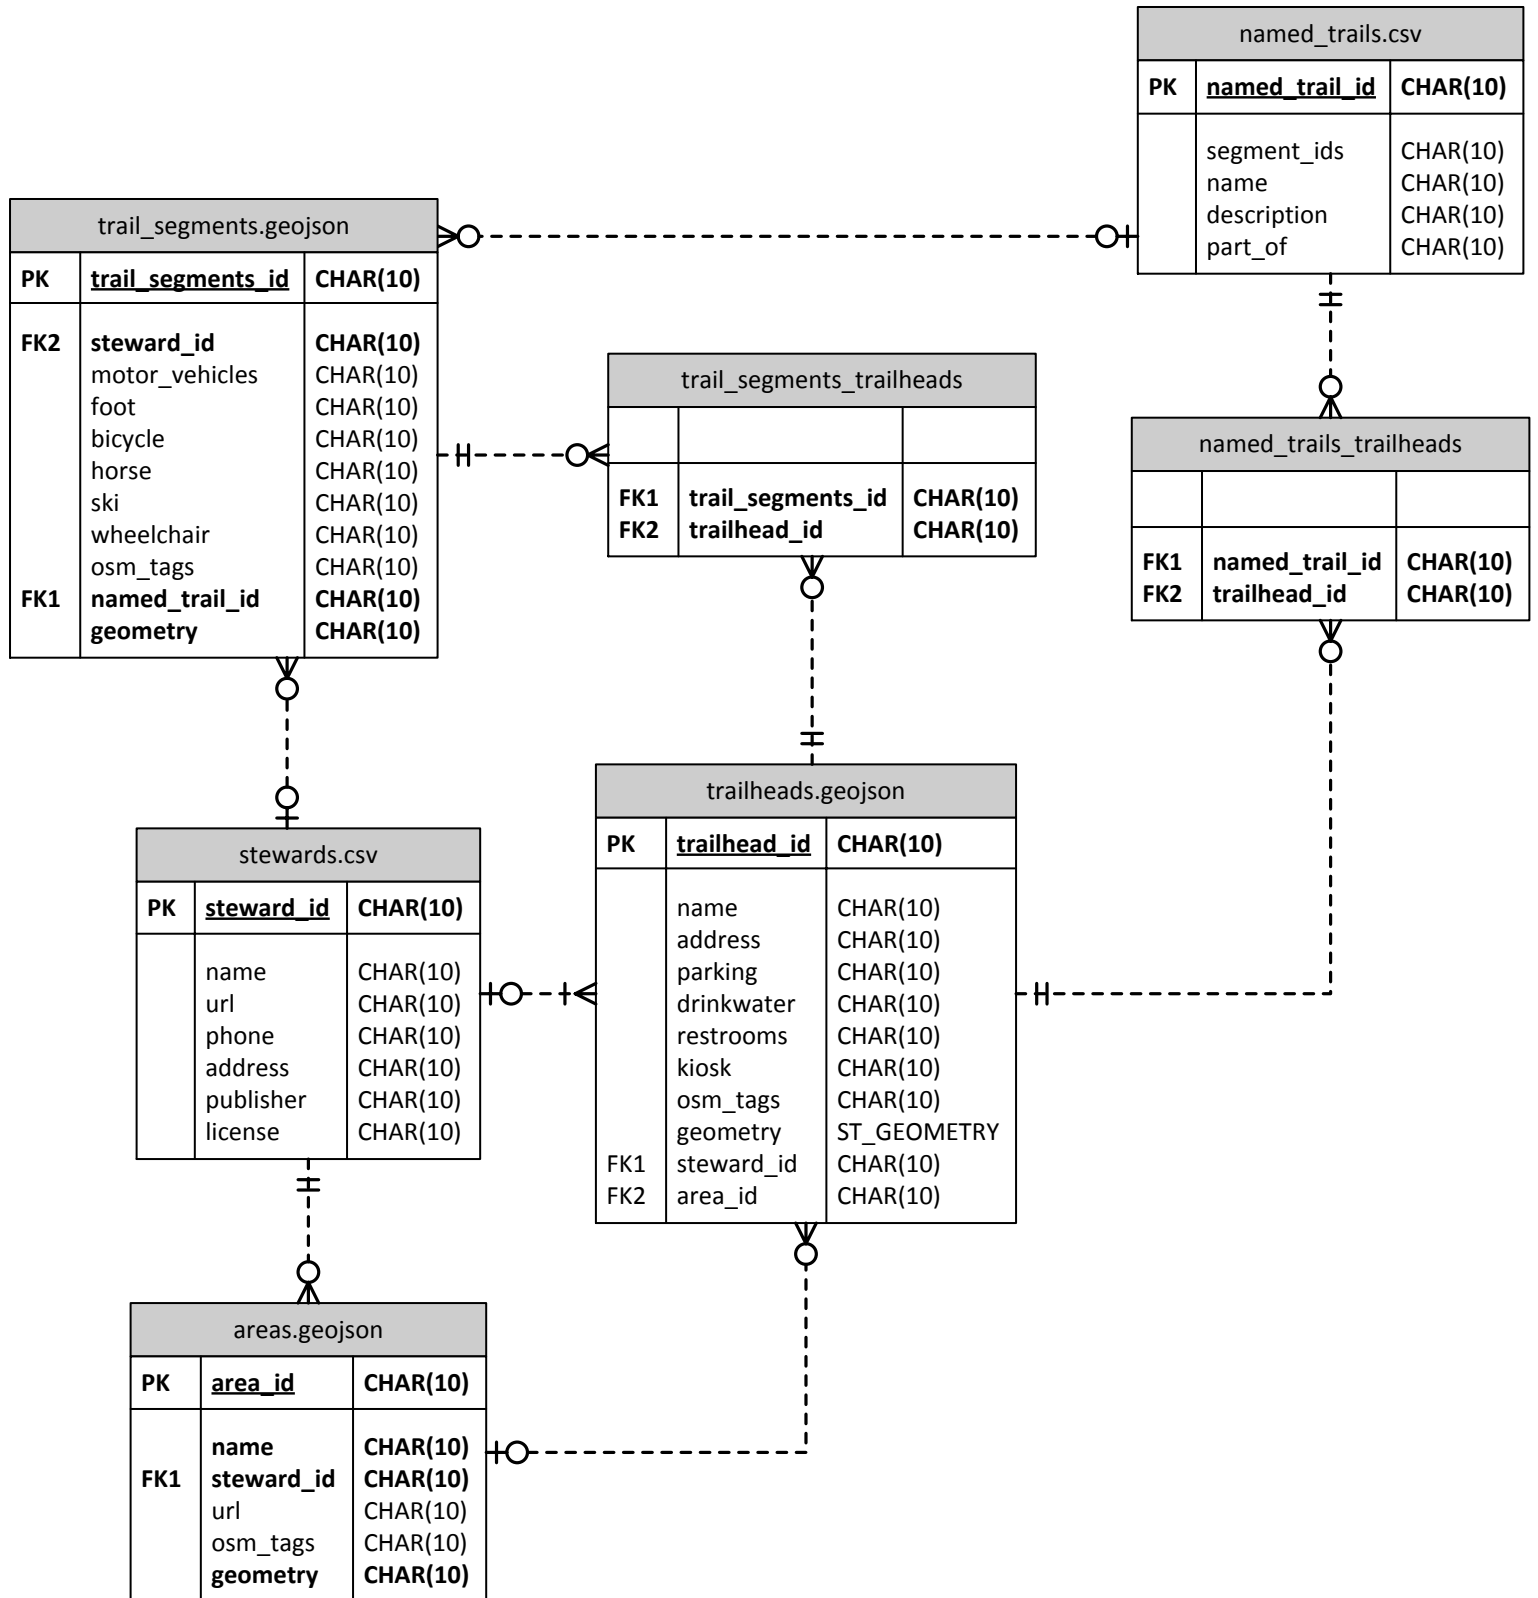 named_trails.csv
PK named_trail_id CHAR(10)
segment_ids CHAR(10)
name CHAR(10)
description CHAR(10)
part_of CHAR(10)
trail_segments.geojson
PK trail_segments_id CHAR(10)
FK2 steward_id CHAR(10)
motor_vehicles CHAR(10)
foot CHAR(10)
bicycle CHAR(10)
horse CHAR(10)
ski CHAR(10)
wheelchair CHAR(10)
osm_tags CHAR(10)
FK1 named_trail_id CHAR(10)
geometry CHAR(10)
trail_segments_trailheads
FK1 trail_segments_id CHAR(10)
FK2 trailhead_id CHAR(10)
named_trails_trailheads
FK1 named_trail_id CHAR(10)
FK2 trailhead_id CHAR(10)
trailheads.geojson
PK trailhead_id CHAR(10)
name CHAR(10)
address CHAR(10)
parking CHAR(10)
drinkwater CHAR(10)
restrooms CHAR(10)
kiosk CHAR(10)
osm_tags CHAR(10)
geometry ST_GEOMETRY
FK1 steward_id CHAR(10)
FK2 area_id CHAR(10)
stewards.csv
PK steward_id CHAR(10)
name CHAR(10)
url CHAR(10)
phone CHAR(10)
address CHAR(10)
publisher CHAR(10)
license CHAR(10)
areas.geojson
PK area_id CHAR(10)
name CHAR(10)
FK1 steward_id CHAR(10)
url CHAR(10)
osm_tags CHAR(10)
geometry CHAR(10)